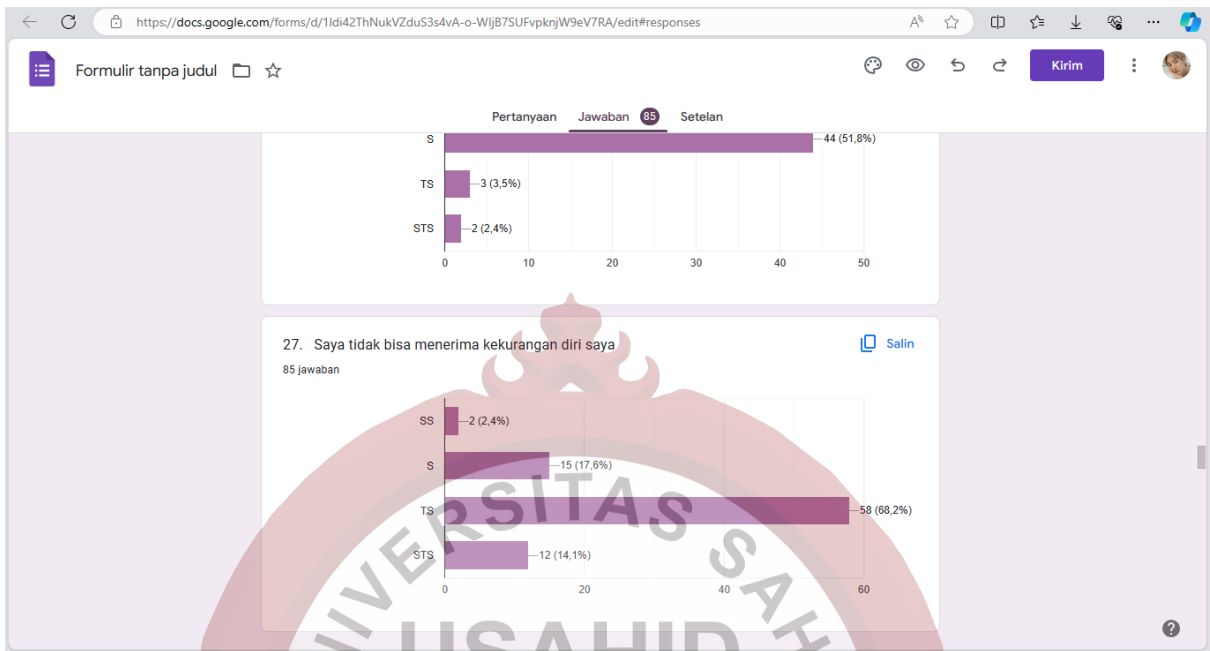 https://docs.google.com/forms/d/1Idi42ThNukVZduS3s4vA-o-WIjB7SUFvpknjW9eV7RA/edit#responses
Formulir tanpa judul
Kirim
Pertanyaan Jawaban 85 Setelan
S 44 (51,8%)
TS 3 (3,5%)
STS 2 (2,4%)
0 10 20 30 40 50
27. Saya tidak bisa menerima kekurangan diri saya
Salin
85 jawaban
SS 2 (2,4%)
S 15 (17,6%)
TS 58 (68,2%)
STS 12 (14,1%)
0 20 40 60
USAHID